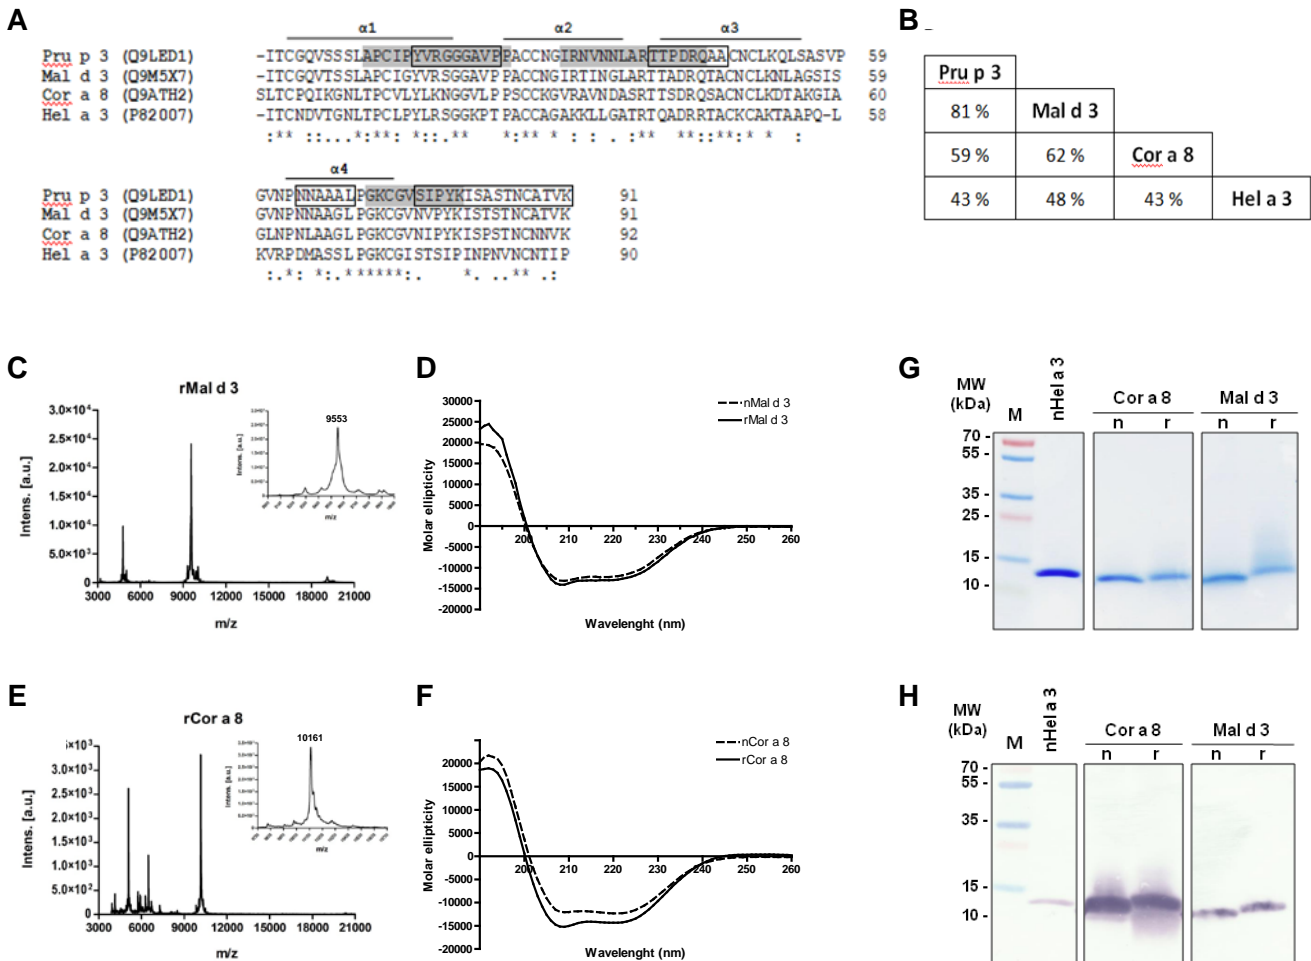 A
α1 α2 α3
Pru p 3 (Q9LED1) -ITCGQVSSSLAPCIPYVRGGGAVPPACCNGIRNVNNLARTTPDRQAACNCLKQLSASVP 59
Mal d 3 (Q9M5X7) -ITCGQVTSSLAPCIGYVRSGGAVPPACCNGIRTINGLARTTADRQTACNCLKNLAGSIS 59
Cor a 8 (Q9ATH2) SLTCPQIKGNLTPCVLYLKNGGVLPPSCCKGVRAVNDASRTTSDRQSACNCLKDTAKGIA 60
Hel a 3 (P82007) -ITCNDVTGNLTPCLPYLRSGGKPTPACCAGAKKLLGATRTQADRRTACKCAKTAAPQ-L 58
α4
Pru p 3 (Q9LED1) GVNPNNAAALPGKCGVSIPYKISASTNCATVK 91
Mal d 3 (Q9M5X7) GVNPNNAAGLPGKCGVNVPYKISTSTNCATVK 91
Cor a 8 (Q9ATH2) GLNPNLAAGLPGKCGVNIPYKISPSTNCNNVK 92
Hel a 3 (P82007) KVRPDMASSLPGKCGISTSIPINPNVNCNTIP 90
B
Pru p 3
81 % Mal d 3
59 % 62 % Cor a 8
43 % 48 % 43 % Hel a 3
C
rMal d 3
Intens. [a.u.]
3.0×10⁴
2.5×10⁴
2.0×10⁴
1.5×10⁴
1.0×10⁴
5.0×10³
0
3000 6000 9000 12000 15000 18000 21000
m/z
9553
Intens. [a.u.]
m/z
D
nMal d 3
rMal d 3
Molar ellipticity
30000
25000
20000
15000
10000
5000
0
-5000
-10000
-15000
-20000
200 210 220 230 240 250 260
Wavelenght (nm)
G
MW
(kDa)
M
nHel a 3
Cor a 8
n r
Mal d 3
n r
70 -
55 -
35 -
25 -
15 -
10 -
E
rCor a 8
Intens. [a.u.]
3.0×10³
2.5×10³
2.0×10³
1.5×10³
1.0×10³
5.0×10²
0
3000 6000 9000 12000 15000 18000 21000
m/z
10161
Intens. [a.u.]
m/z
F
nCor a 8
rCor a 8
Molar ellipticity
20000
15000
10000
5000
0
-5000
-10000
-15000
-20000
200 210 220 230 240 250 260
Wavelenght (nm)
H
MW
(kDa)
M
nHel a 3
Cor a 8
n r
Mal d 3
n r
70 -
55 -
35 -
15 -
10 -